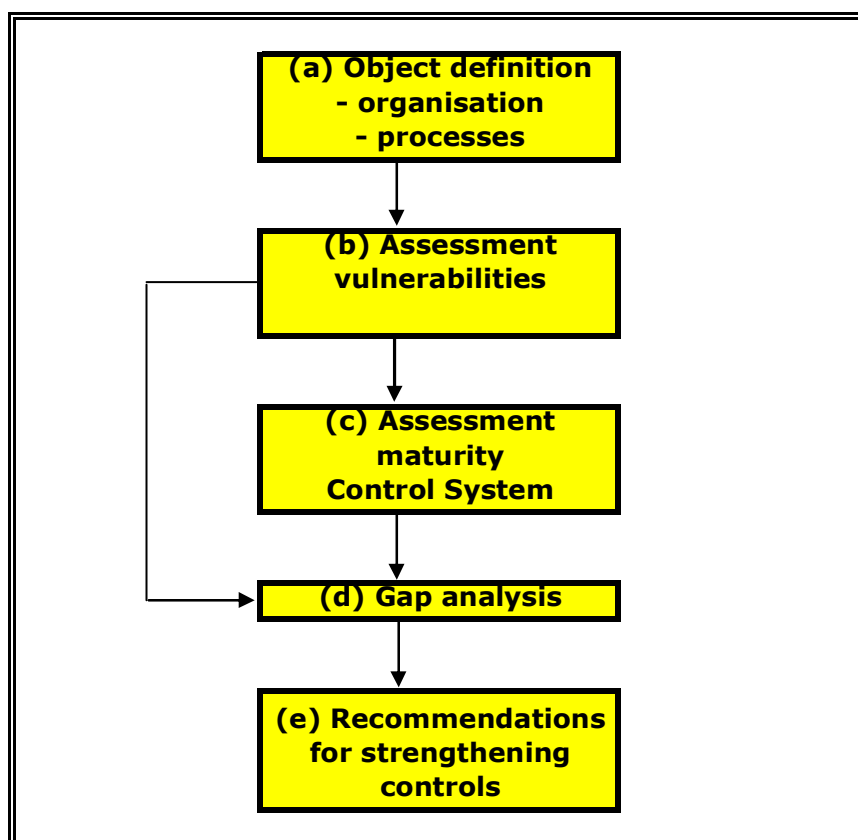 (a) Object definition
- organisation
- processes
(b) Assessment
vulnerabilities
(c) Assessment
maturity
Control System
(d) Gap analysis
(e) Recommendations
for strengthening
controls